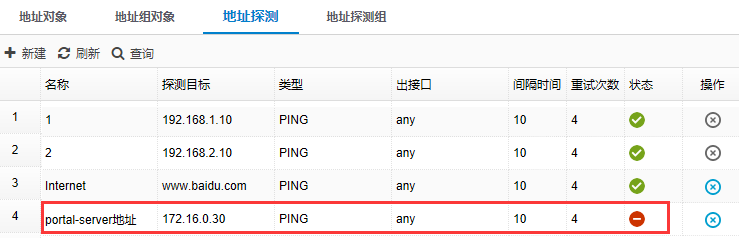 地址对象 地址组对象 地址探测 地址探测组
新建 刷新 查询
名称 探测目标 类型 出接口 间隔时间 重试次数 状态 操作
1 1 192.168.1.10 PING any 10 4
2 2 192.168.2.10 PING any 10 4
3 Internet www.baidu.com PING any 10 4
4 portal-server地址 172.16.0.30 PING any 10 4